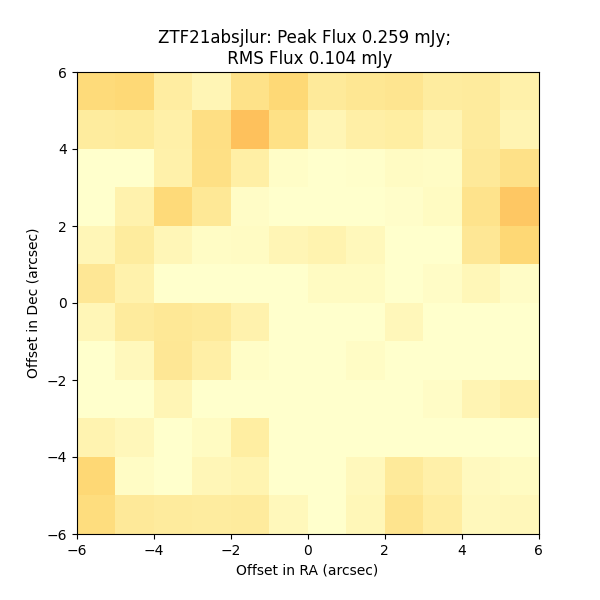 ZTF21absjlur: Peak Flux 0.259 mJy;
RMS Flux 0.104 mJy
6
4
2
0
−2
−4
−6
Offset in Dec (arcsec)
−6 −4 −2 0 2 4 6
Offset in RA (arcsec)